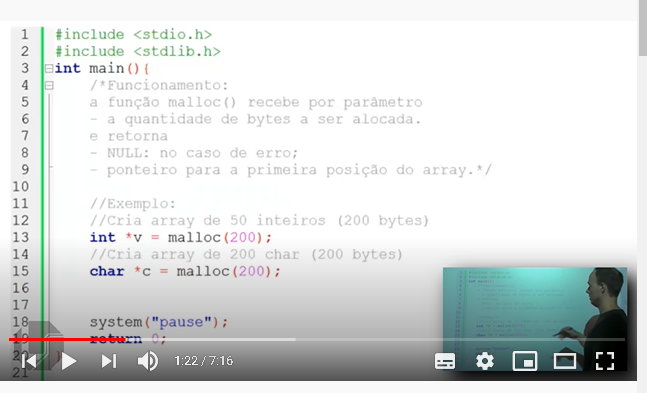 1 #include <stdio.h>
2 #include <stdlib.h>
3 int main(){
4 /*Funcionamento:
5 a função malloc() recebe por parâmetro
6 - a quantidade de bytes a ser alocada.
7 e retorna
8 - NULL: no caso de erro;
9 - ponteiro para a primeira posição do array.*/
10
11 //Exemplo:
12 //Cria array de 50 inteiros (200 bytes)
13 int *v = malloc(200);
14 //Cria array de 200 char (200 bytes)
15 char *c = malloc(200);
16
17
18 system("pause");
19 return 0;
20
21
1:22 / 7:16